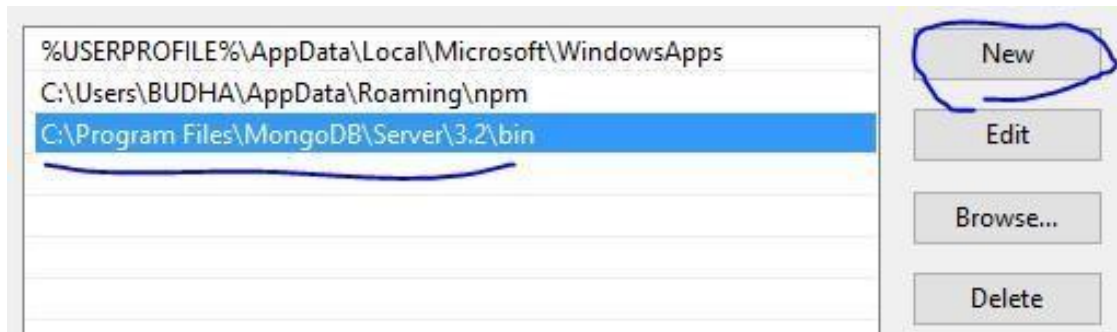 %USERPROFILE%\AppData\Local\Microsoft\WindowsApps
New
C:\Users\BUDHA\AppData\Roaming\npm
C:\Program Files\MongoDB\Server\3.2\bin
Edit
Browse...
Delete